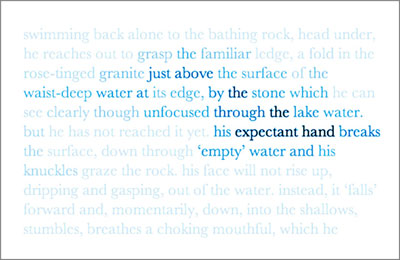 swimming back alone to the bathing rock, head under,
he reaches out to grasp the familiar ledge, a fold in the
rose-tinged granite just above the surface of the
waist-deep water at its edge, by the stone which he can
see clearly though unfocused through the lake water.
but he has not reached it yet. his expectant hand breaks
the surface, down through ‘empty’ water and his
knuckles graze the rock. his face will not rise up,
dripping and gasping, out of the water. instead, it ‘falls’
forward and, momentarily, down, into the shallows,
stumbles, breathes a choking mouthful, which he